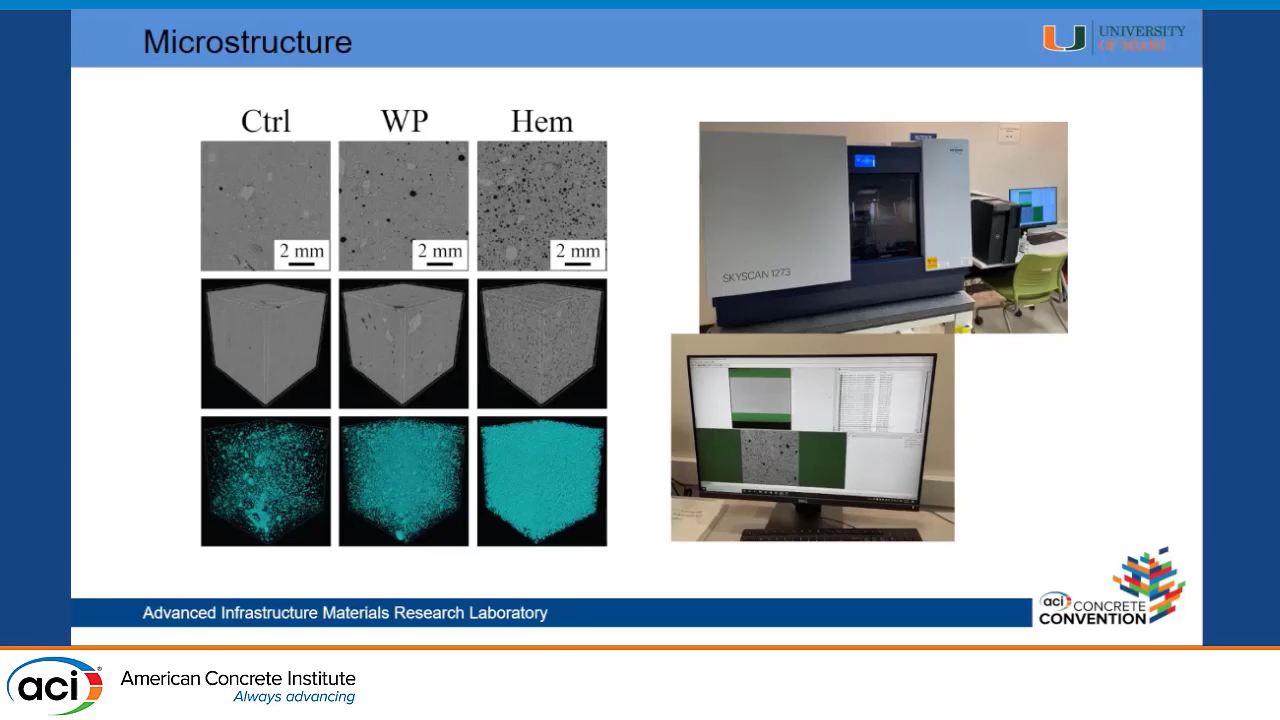 Microstructure
UNIVERSITY
OF MIAMI
Ctrl
WP
Hem
2 mm
2 mm
2 mm
SKYSCAN 1273
DELL
Advanced Infrastructure Materials Research Laboratory
aci CONCRETE
CONVENTION
aci
American Concrete Institute
Always advancing